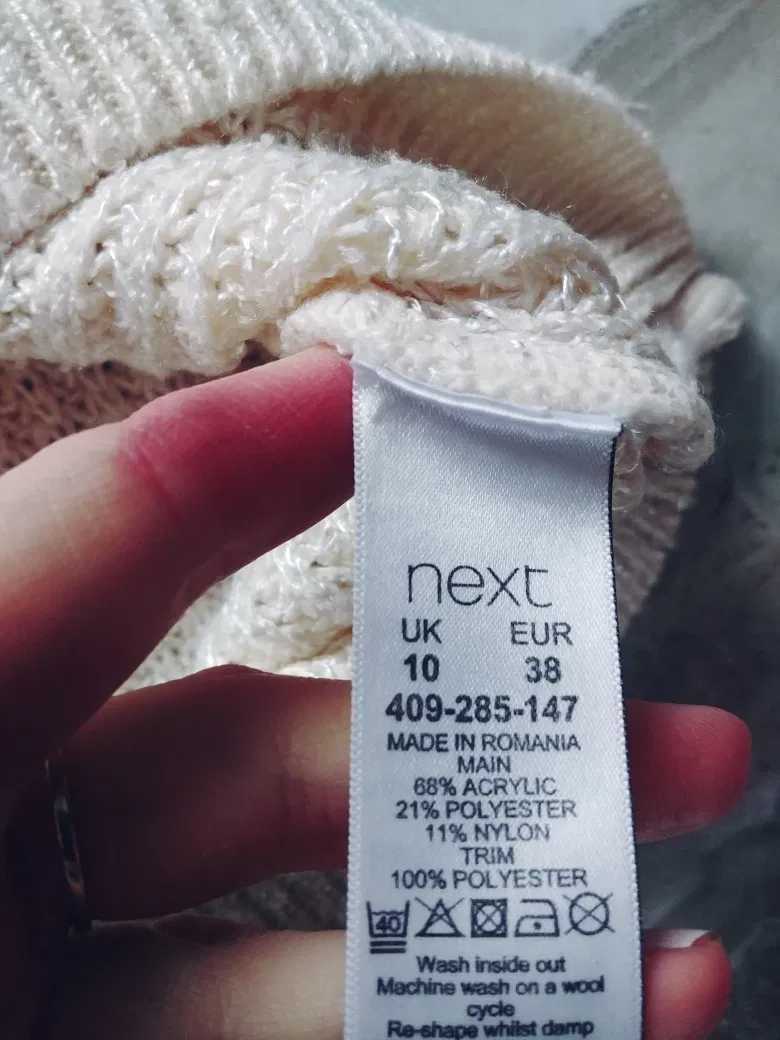 next
UK EUR
10 38
409-285-147
MADE IN ROMANIA
MAIN
68% ACRYLIC
21% POLYESTER
11% NYLON
TRIM
100% POLYESTER
40
Wash inside out
Machine wash on a wool
cycle
Re-shape whilst damp